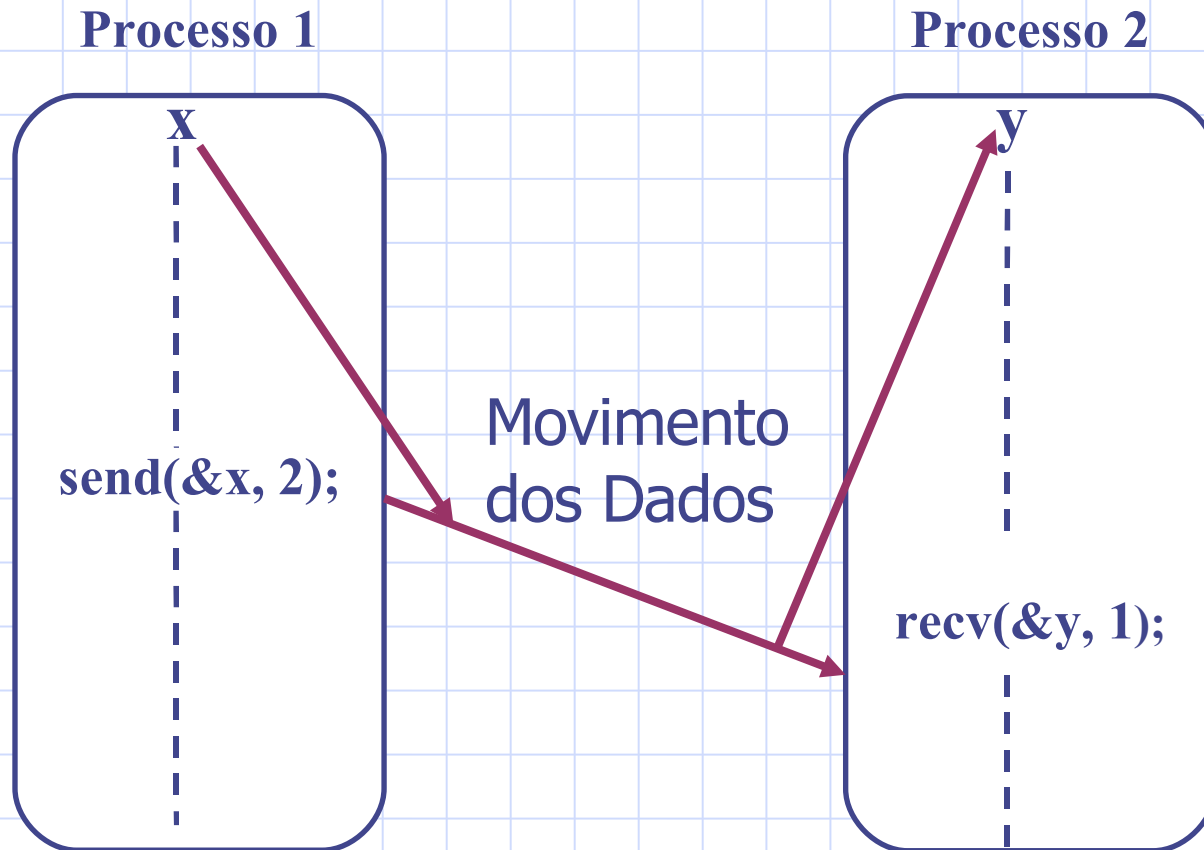 Processo 1
Processo 2
x
y
Movimento
dos Dados
send(&x, 2);
recv(&y, 1);